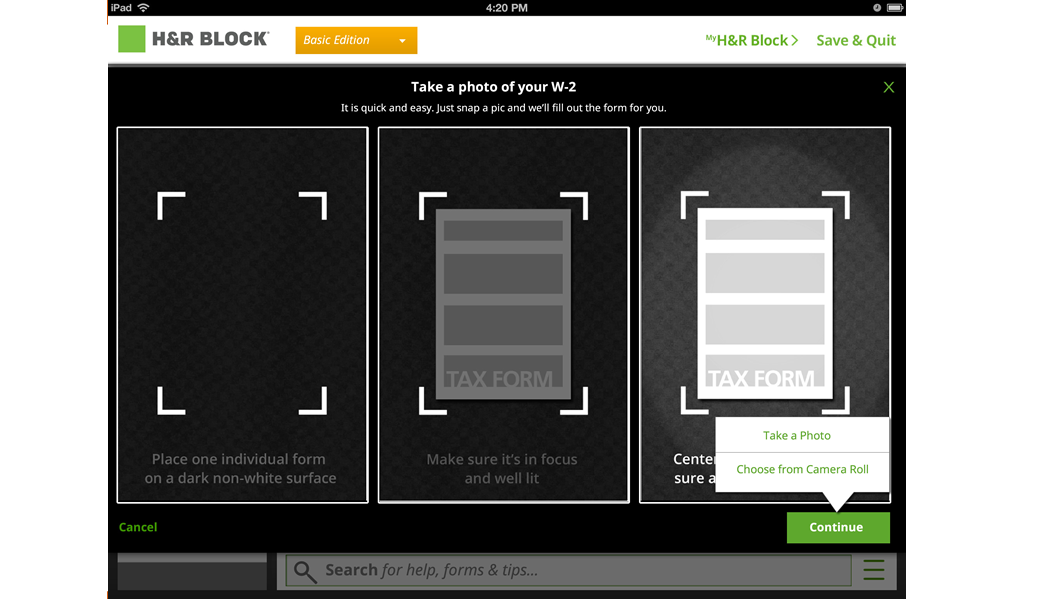 iPad 4:20 PM
H&R BLOCK® Basic Edition MyH&R Block > Save & Quit
Take a photo of your W-2
It is quick and easy. Just snap a pic and we'll fill out the form for you.
TAX FORM
TAX FORM
Place one individual form
on a dark non-white surface
Make sure it's in focus
and well lit
Cente
sure a
Take a Photo
Choose from Camera Roll
Cancel
Continue
Search for help, forms & tips...